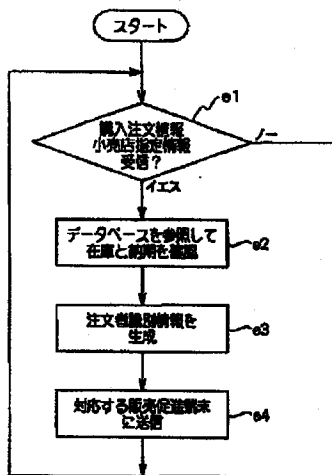 スタート
購入注文情報
小売店指定情報
受信？
e1
ノー
イエス
データベースを参照して
在庫と納期を確認
e2
注文者識別情報を
生成
e3
対応する販売促進端末
に送信
e4